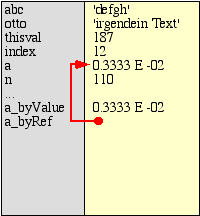 abc 'defgh'
otto 'irgendein Text'
thisval 187
index 12
a 0.3333 E -02
n 110
...
a_byValue 0.3333 E -02
a_byRef